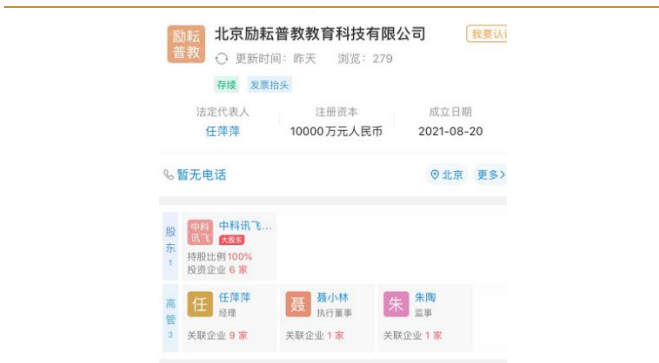 励耘
普教
北京励耘普教教育科技有限公司
我要认
更新时间：昨天 浏览：279
存续 发票抬头
法定代表人 注册资本 成立日期
任萍萍 10000万元人民币 2021-08-20
暂无电话 北京 更多>
股东1
中科
讯飞
中科讯飞...
大股东
持股比例100%
投资企业 6 家
高管3
任 任萍萍
经理
关联企业 9 家
聂 聂小林
执行董事
关联企业 1 家
朱 朱陶
监事
关联企业 1 家